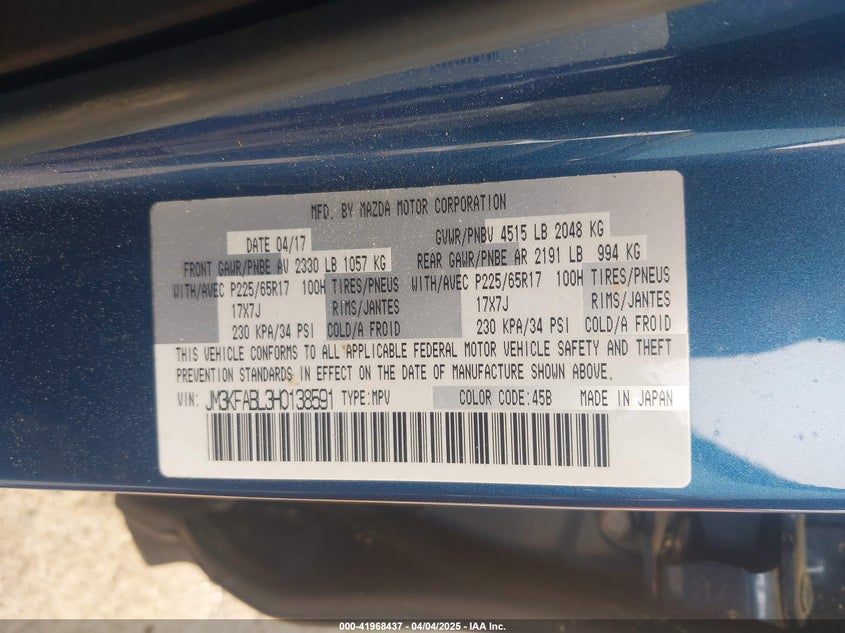 MFD. BY MAZDA MOTOR CORPORATION
DATE 04/17 GVWR/PNBV 4515 LB 2048 KG
FRONT GAWR/PNBE AV 2330 LB 1057 KG REAR GAWR/PNBE AR 2191 LB 994 KG
WITH/AVEC P225/65R17 100H TIRES/PNEUS WITH/AVEC P225/65R17 100H TIRES/PNEUS
17X7J RIMS/JANTES 17X7J RIMS/JANTES
230 KPA/34 PSI COLD/A FROID 230 KPA/34 PSI COLD/A FROID
THIS VEHICLE CONFORMS TO ALL APPLICABLE FEDERAL MOTOR VEHICLE SAFETY AND THEFT
PREVENTION STANDARDS IN EFFECT ON THE DATE OF MANUFACTURE SHOWN ABOVE.
VIN: JM3KFABL3H0138591 TYPE:MPV COLOR CODE:45B MADE IN JAPAN
000-41968437 - 04/04/2025 - IAA Inc.